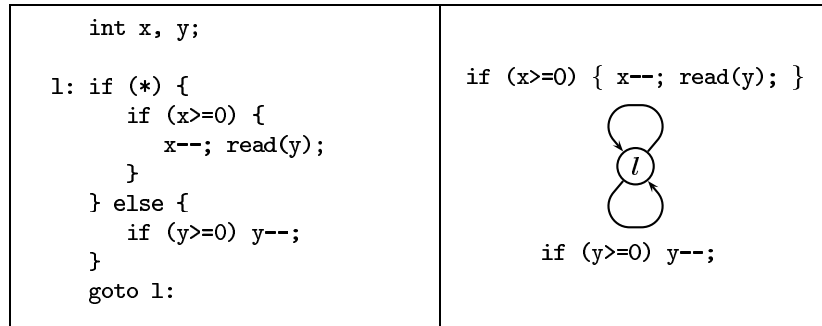 int x, y;
l: if (*) {
if (x>=0) {
x--; read(y);
}
} else {
if (y>=0) y--;
}
goto l:
if (x>=0) { x--; read(y); }
l
if (y>=0) y--;